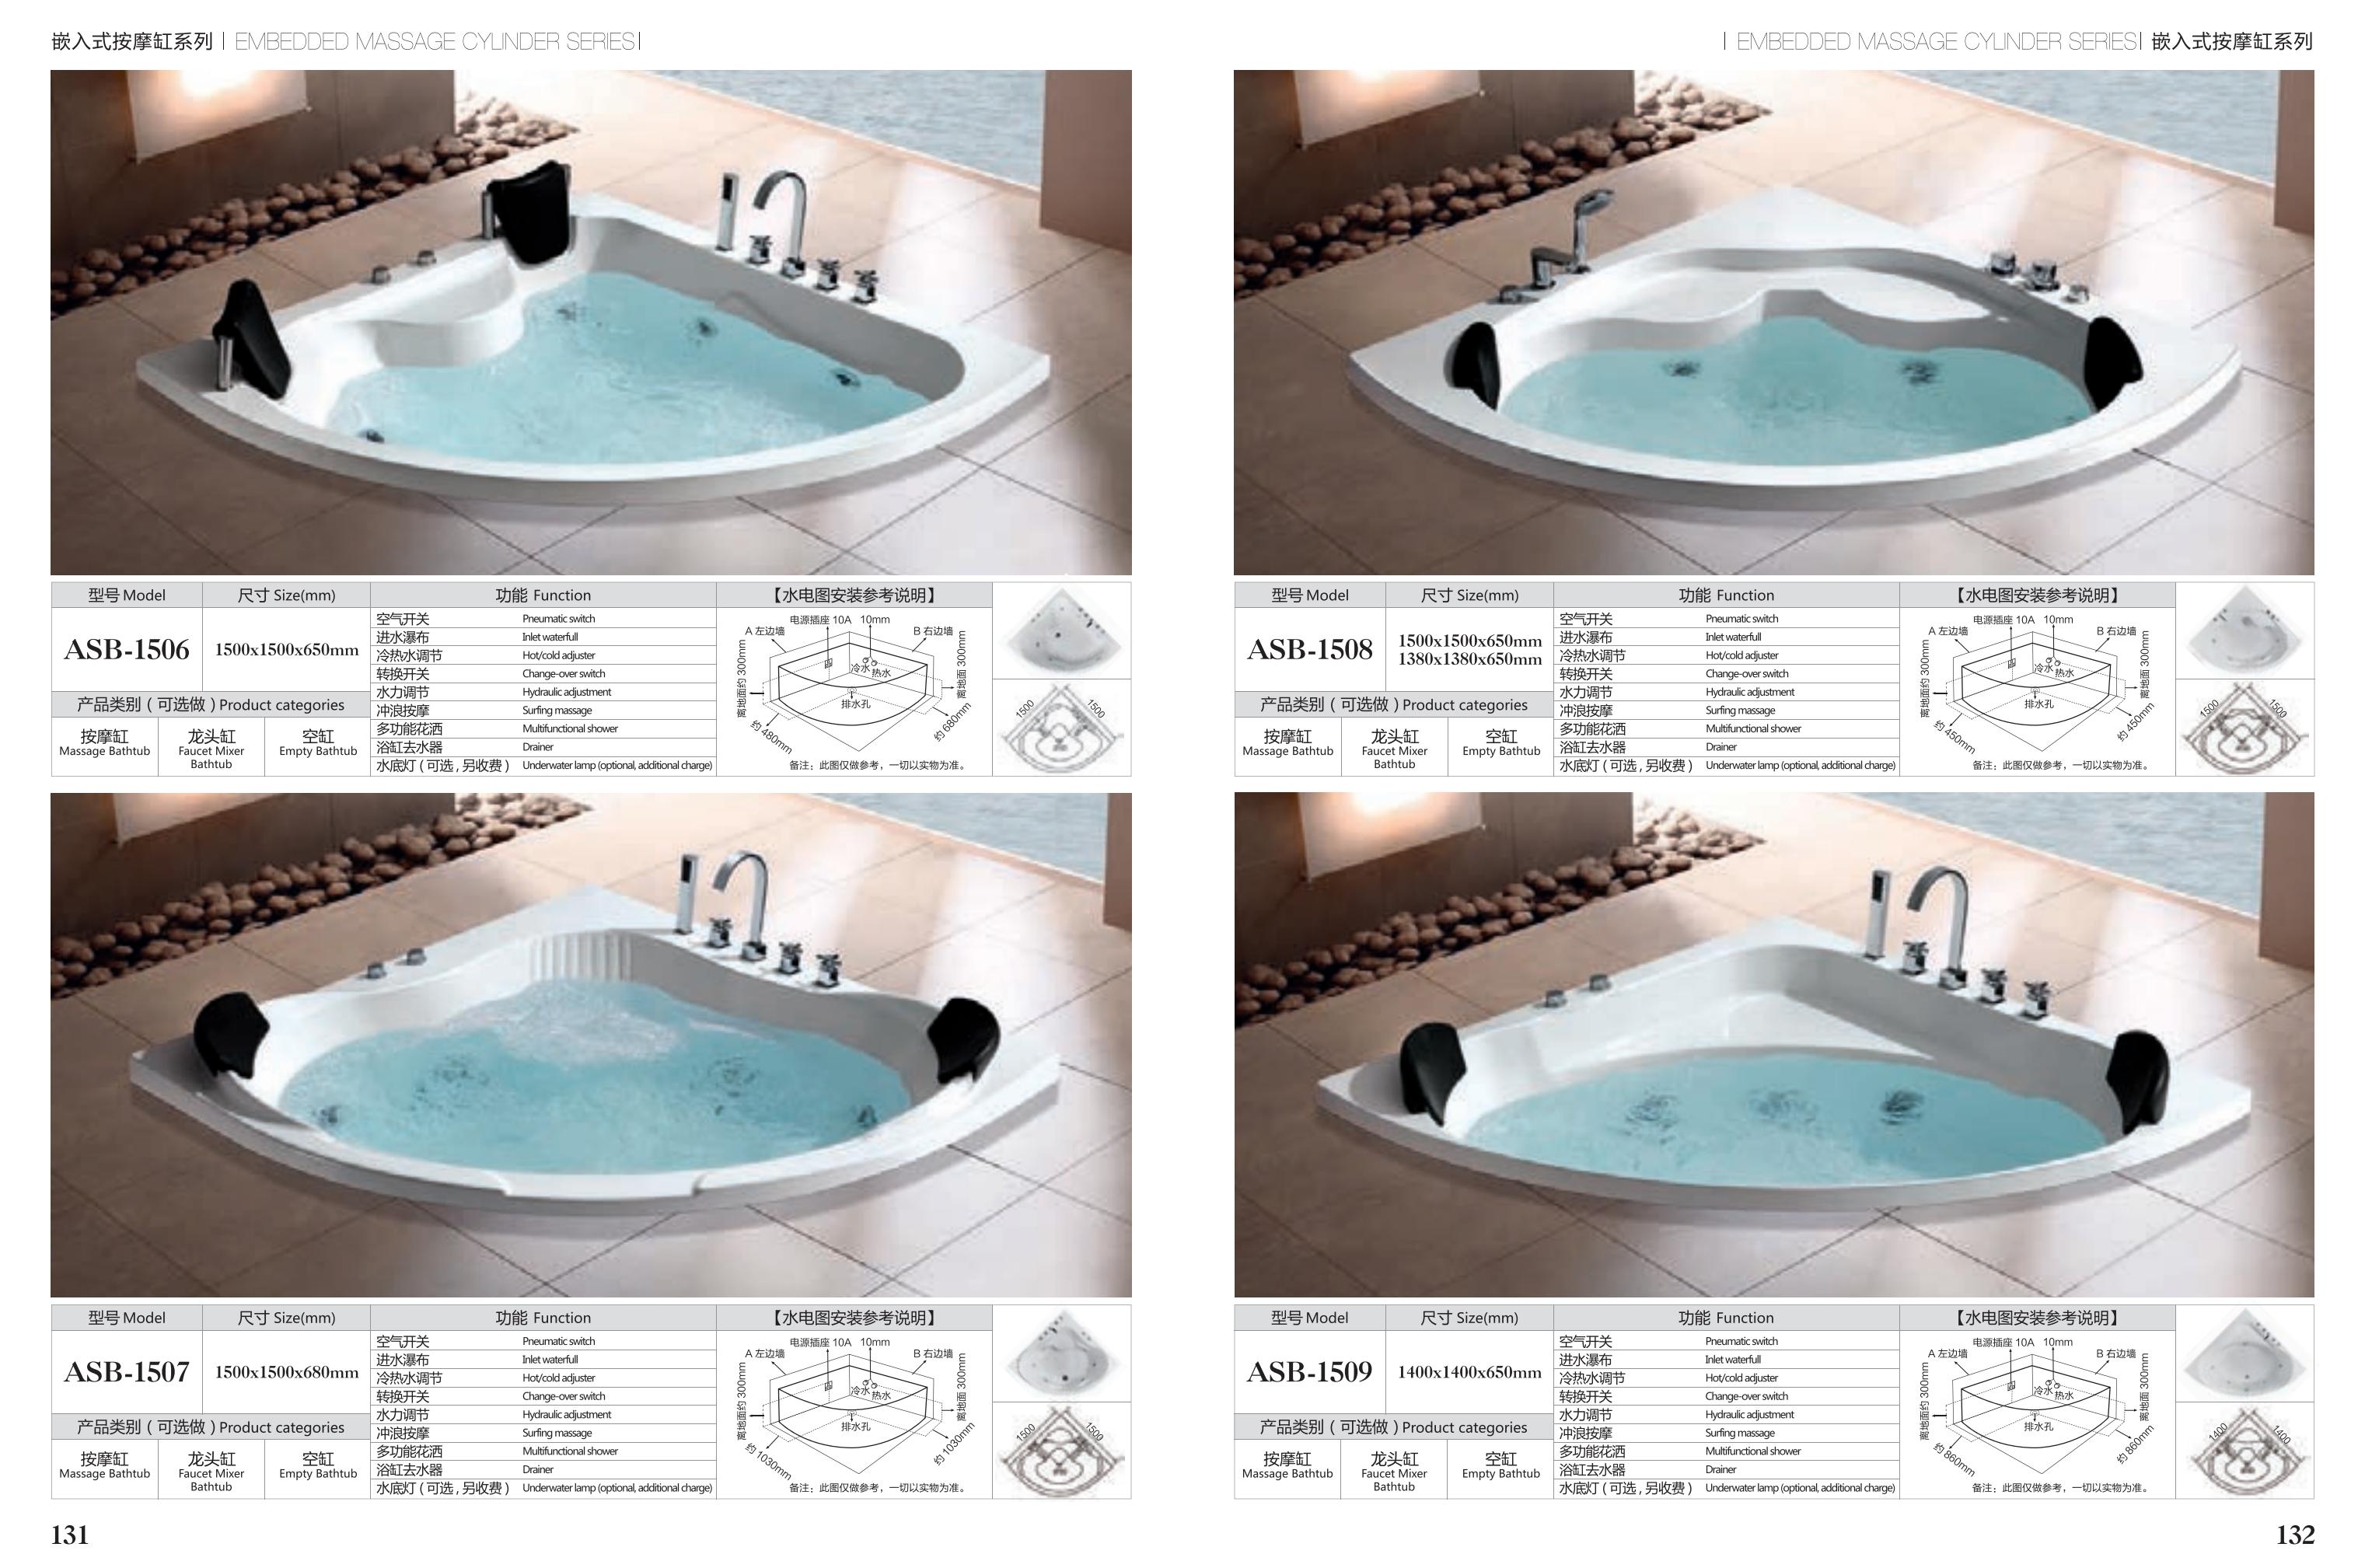 嵌入式按摩缸系列 | EMBEDDED MASSAGE CYLINDER SERIES|
型号 Model
尺寸 Size(mm)
功能 Function
【水电图安装参考说明】
ASB-1506
1500x1500x650mm
空气开关 Pneumatic switch
进水瀑布 Inlet waterfull
冷热水调节 Hot/cold adjuster
转换开关 Change-over switch
水力调节 Hydraulic adjustment
冲浪按摩 Surfing massage
多功能花洒 Multifunctional shower
浴缸去水器 Drainer
水底灯 ( 可选 , 另收费 ) Underwater lamp (optional, additional charge)
产品类别 ( 可选做 ) Product categories
按摩缸
Massage Bathtub
龙头缸
Faucet Mixer
Bathtub
空缸
Empty Bathtub
电源插座 10A 10mm
A 左边墙
B 右边墙
离地面约 300mm
离地面 300mm
冷水
热水
排水孔
约 480mm
约 680mm
备注：此图仅做参考，一切以实物为准。
1500
1500
型号 Model
尺寸 Size(mm)
功能 Function
【水电图安装参考说明】
ASB-1507
1500x1500x680mm
空气开关 Pneumatic switch
进水瀑布 Inlet waterfull
冷热水调节 Hot/cold adjuster
转换开关 Change-over switch
水力调节 Hydraulic adjustment
冲浪按摩 Surfing massage
多功能花洒 Multifunctional shower
浴缸去水器 Drainer
水底灯 ( 可选 , 另收费 ) Underwater lamp (optional, additional charge)
产品类别 ( 可选做 ) Product categories
按摩缸
Massage Bathtub
龙头缸
Faucet Mixer
Bathtub
空缸
Empty Bathtub
电源插座 10A 10mm
A 左边墙
B 右边墙
离地面约 300mm
离地面 300mm
冷水
热水
排水孔
约 1030mm
约 1030mm
备注：此图仅做参考，一切以实物为准。
1500
1500
131
| EMBEDDED MASSAGE CYLINDER SERIES| 嵌入式按摩缸系列
型号 Model
尺寸 Size(mm)
功能 Function
【水电图安装参考说明】
ASB-1508
1500x1500x650mm
1380x1380x650mm
空气开关 Pneumatic switch
进水瀑布 Inlet waterfull
冷热水调节 Hot/cold adjuster
转换开关 Change-over switch
水力调节 Hydraulic adjustment
冲浪按摩 Surfing massage
多功能花洒 Multifunctional shower
浴缸去水器 Drainer
水底灯 ( 可选 , 另收费 ) Underwater lamp (optional, additional charge)
产品类别 ( 可选做 ) Product categories
按摩缸
Massage Bathtub
龙头缸
Faucet Mixer
Bathtub
空缸
Empty Bathtub
电源插座 10A 10mm
A 左边墙
B 右边墙
离地面约 300mm
离地面 300mm
冷水
热水
排水孔
约 450mm
约 450mm
备注：此图仅做参考，一切以实物为准。
1500
1500
型号 Model
尺寸 Size(mm)
功能 Function
【水电图安装参考说明】
ASB-1509
1400x1400x650mm
空气开关 Pneumatic switch
进水瀑布 Inlet waterfull
冷热水调节 Hot/cold adjuster
转换开关 Change-over switch
水力调节 Hydraulic adjustment
冲浪按摩 Surfing massage
多功能花洒 Multifunctional shower
浴缸去水器 Drainer
水底灯 ( 可选 , 另收费 ) Underwater lamp (optional, additional charge)
产品类别 ( 可选做 ) Product categories
按摩缸
Massage Bathtub
龙头缸
Faucet Mixer
Bathtub
空缸
Empty Bathtub
电源插座 10A 10mm
A 左边墙
B 右边墙
离地面约 300mm
离地面 300mm
冷水
热水
排水孔
约 860mm
约 860mm
备注：此图仅做参考，一切以实物为准。
1400
1400
132